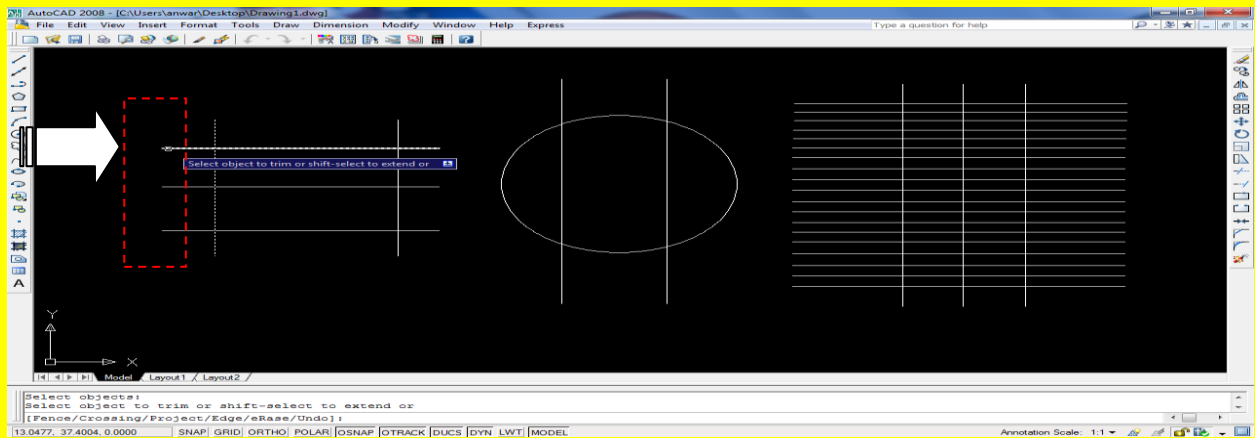 AutoCAD 2008 - [C:\Users\anwar\Desktop\Drawing1.dwg]
File Edit View Insert Format Tools Draw Dimension Modify Window Help Express Type a question for help
Select object to trim or shift-select to extend or
Y
X
Model Layout1 Layout2
Select objects:
Select object to trim or shift-select to extend or
[Fence/Crossing/Project/Edge/eRase/Undo]:
13.0477, 37.4004, 0.0000 SNAP GRID ORTHO POLAR OSNAP OTRACK DUCS DYN LWT MODEL Annotation Scale: 1:1